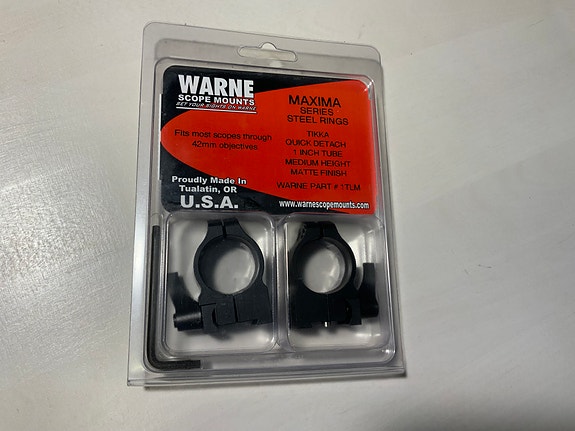 WARNE
SCOPE MOUNTS
SET YOUR SIGHTS ON WARNE
Fits most scopes through
42mm objectives
Proudly Made In
Tualatin, OR
U.S.A.
MAXIMA
SERIES
STEEL RINGS
TIKKA
QUICK DETACH
1 INCH TUBE
MEDIUM HEIGHT
MATTE FINISH
WARNE PART # 1TLM
www.warnescopemounts.com